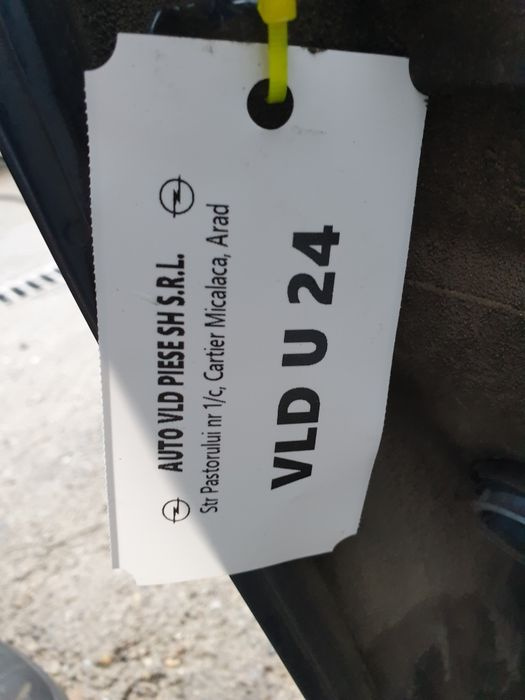 AUTO VLD PIESE SH S.R.L.
Str Pastorului nr 1/c, Cartier Micalaca, Arad
VLD U 24